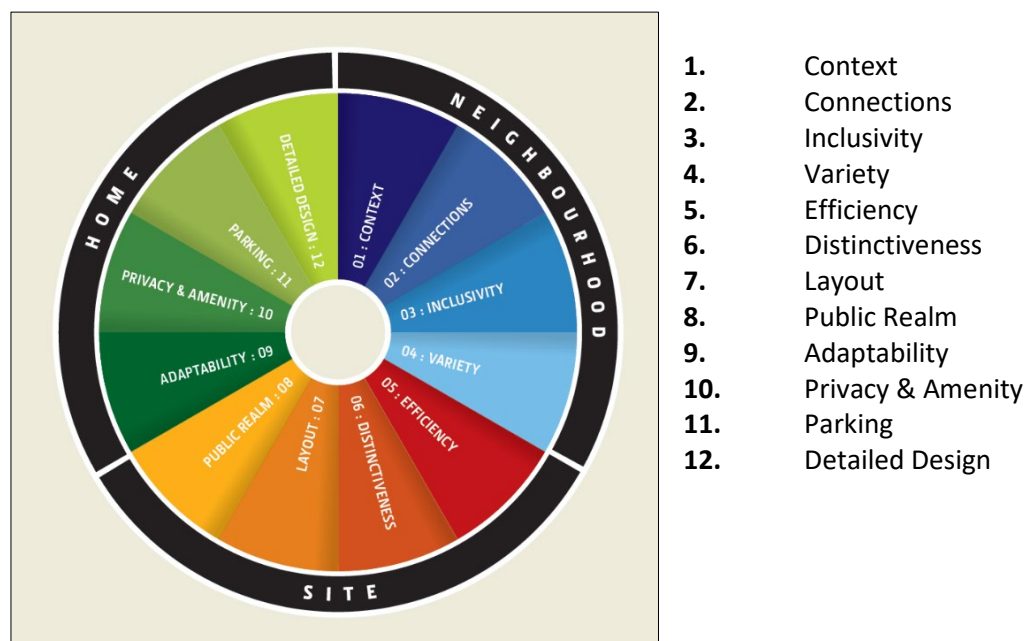 HOME
NEIGHBOURHOOD
SITE
01 : CONTEXT
02 : CONNECTIONS
03 : INCLUSIVITY
04 : VARIETY
05 : EFFICIENCY
06 : DISTINCTIVENESS
LAYOUT : 07
PUBLIC REALM : 08
ADAPTABILITY : 09
PRIVACY & AMENITY : 10
PARKING : 11
DETAILED DESIGN : 12
1. Context
2. Connections
3. Inclusivity
4. Variety
5. Efficiency
6. Distinctiveness
7. Layout
8. Public Realm
9. Adaptability
10. Privacy & Amenity
11. Parking
12. Detailed Design